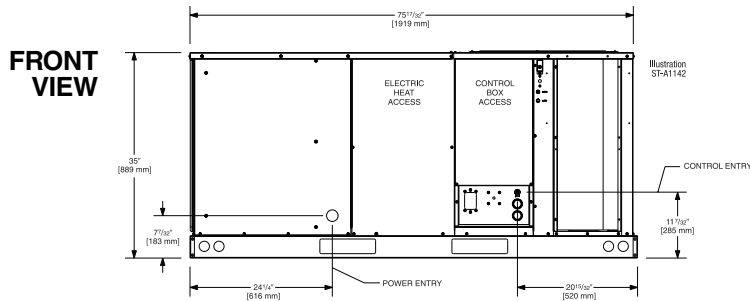 75 17/32"
[1919 mm]
FRONT
VIEW
Illustration
ST-A1142
ELECTRIC
HEAT
ACCESS
CONTROL
BOX
ACCESS
35"
[889 mm]
CONTROL ENTRY
7 7/32"
[183 mm]
11 7/32"
[285 mm]
24 1/4"
[616 mm]
POWER ENTRY
20 15/32"
[520 mm]